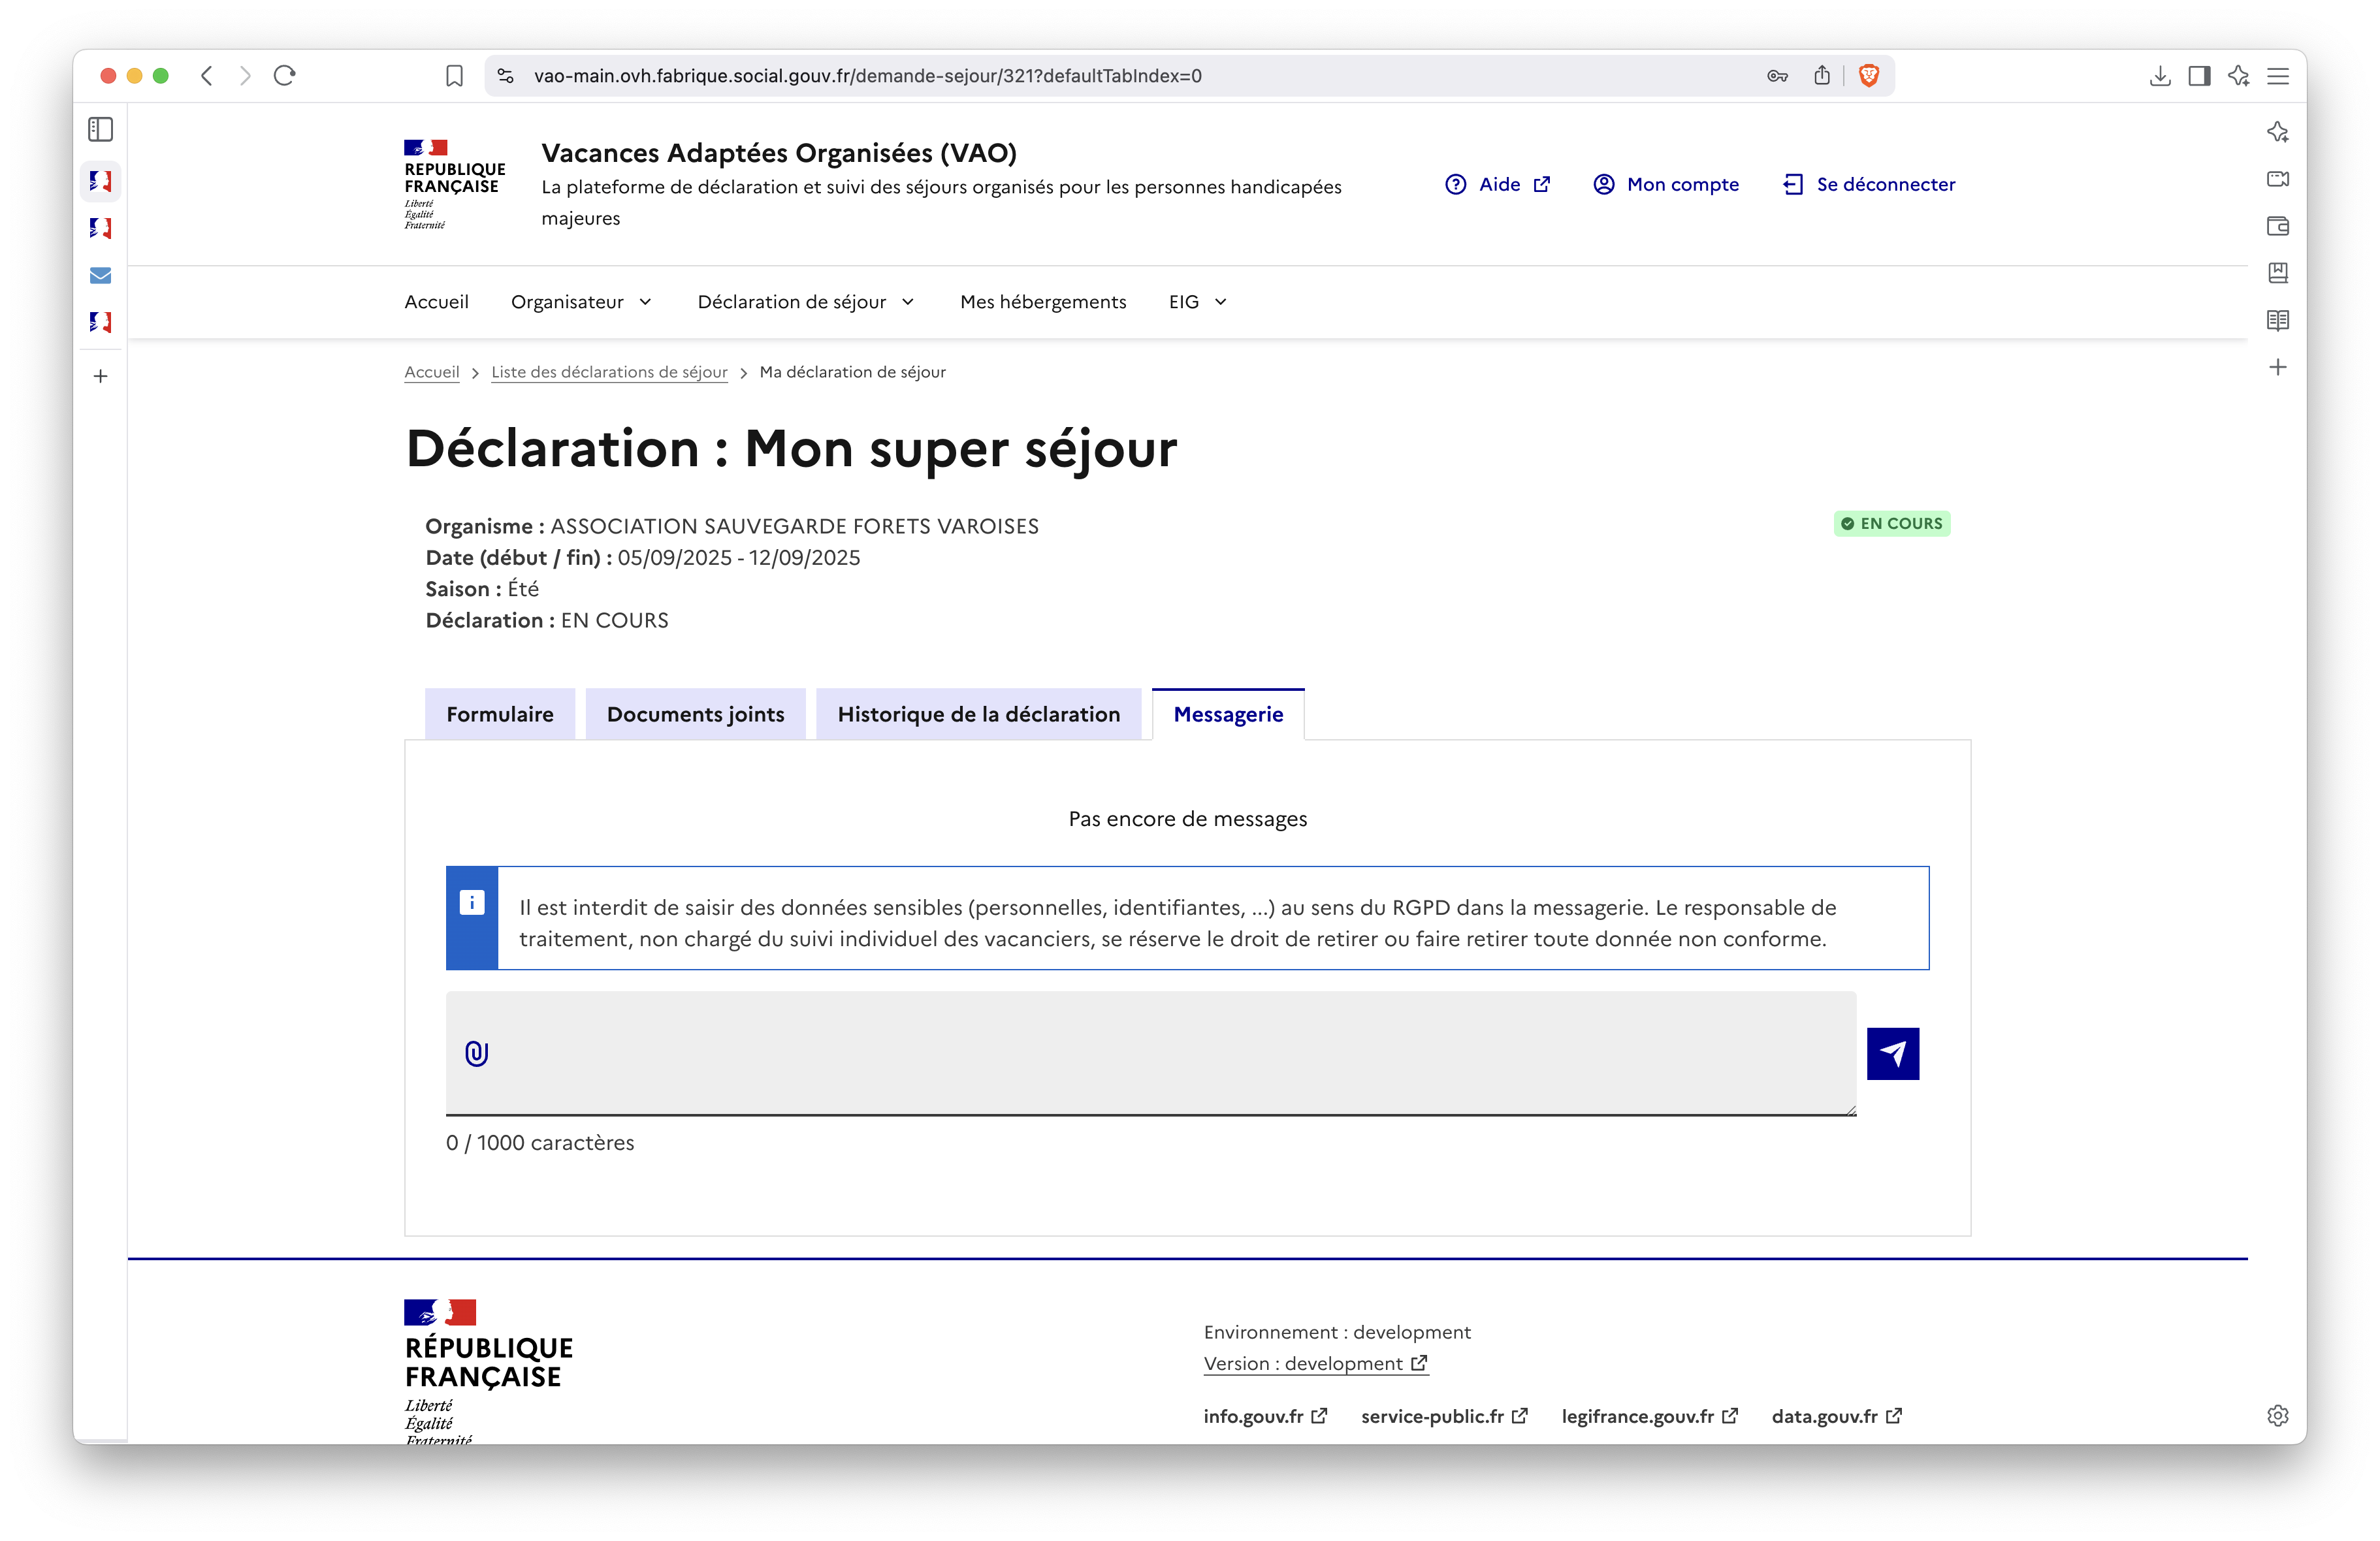 vao-main.ovh.fabrique.social.gouv.fr/demande-sejour/321?defaultTabIndex=0
RÉPUBLIQUE
FRANÇAISE
Liberté
Égalité
Fraternité
Vacances Adaptées Organisées (VAO)
La plateforme de déclaration et suivi des séjours organisés pour les personnes handicapées
majeures
Aide
Mon compte
Se déconnecter
Accueil
Organisateur
Déclaration de séjour
Mes hébergements
EIG
Accueil > Liste des déclarations de séjour > Ma déclaration de séjour
Déclaration : Mon super séjour
Organisme : ASSOCIATION SAUVEGARDE FORETS VAROISES
EN COURS
Date (début / fin) : 05/09/2025 - 12/09/2025
Saison : Été
Déclaration : EN COURS
Formulaire
Documents joints
Historique de la déclaration
Messagerie
Pas encore de messages
Il est interdit de saisir des données sensibles (personnelles, identifiantes, ...) au sens du RGPD dans la messagerie. Le responsable de
traitement, non chargé du suivi individuel des vacanciers, se réserve le droit de retirer ou faire retirer toute donnée non conforme.
0 / 1000 caractères
RÉPUBLIQUE
FRANÇAISE
Liberté
Égalité
Fraternité
Environnement : development
Version : development
info.gouv.fr
service-public.fr
legifrance.gouv.fr
data.gouv.fr